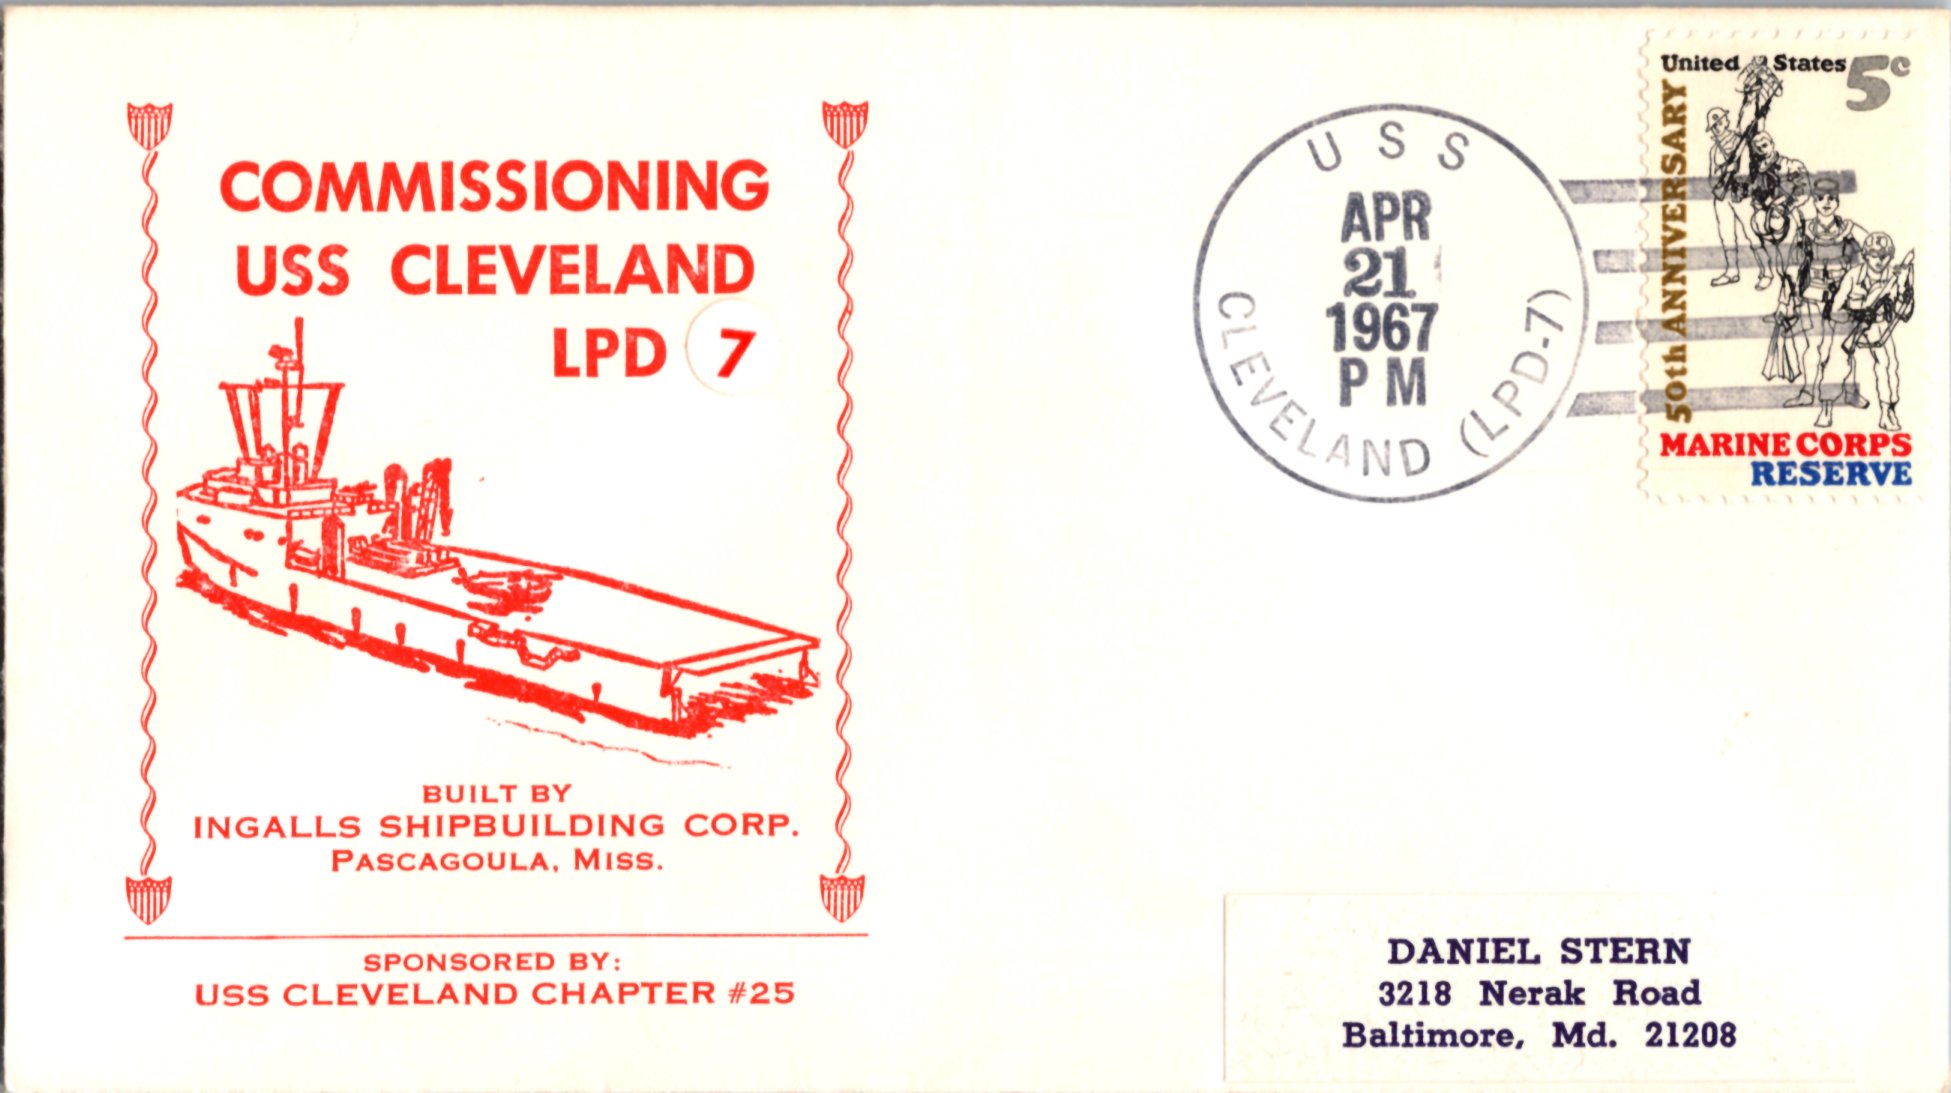 COMMISSIONING
USS CLEVELAND
LPD 7
BUILT BY
INGALLS SHIPBUILDING CORP.
PASCAGOULA, MISS.
SPONSORED BY:
USS CLEVELAND CHAPTER #25
USS
APR
21
1967
PM
CLEVELAND (LPD-7)
United States 5c
50th ANNIVERSARY
MARINE CORPS
RESERVE
DANIEL STERN
3218 Nerak Road
Baltimore, Md. 21208